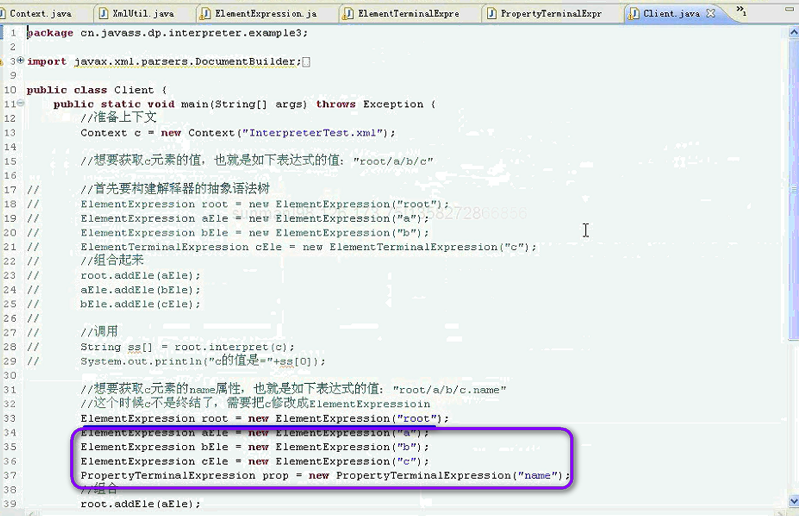 Context.java XmlUtil.java ElementExpression.ja ElementTerminalExpre PropertyTerminalExpr Client.java »1
1 package cn.javass.dp.interpreter.example3;
2
3 import javax.xml.parsers.DocumentBuilder;
9
10 public class Client {
11 public static void main(String[] args) throws Exception {
12 //准备上下文
13 Context c = new Context("InterpreterTest.xml");
14
15 //想要获取c元素的值，也就是如下表达式的值："root/a/b/c"
16
17 // //首先要构建解释器的抽象语法树
18 // ElementExpression root = new ElementExpression("root");
19 // ElementExpression aEle = new ElementExpression("a");
20 // ElementExpression bEle = new ElementExpression("b");
21 // ElementTerminalExpression cEle = new ElementTerminalExpression("c");
22 // //组合起来
23 // root.addEle(aEle);
24 // aEle.addEle(bEle);
25 // bEle.addEle(cEle);
26 //
27 // //调用
28 // String ss[] = root.interpret(c);
29 // System.out.println("c的值是="+ss[0]);
30
31 //想要获取c元素的name属性，也就是如下表达式的值："root/a/b/c.name"
32 //这个时候c不是终结了，需要把c修改成ElementExpressioin
33 ElementExpression root = new ElementExpression("root");
34 ElementExpression aEle = new ElementExpression("a");
35 ElementExpression bEle = new ElementExpression("b");
36 ElementExpression cEle = new ElementExpression("c");
37 PropertyTerminalExpression prop = new PropertyTerminalExpression("name");
38 //组合
39 root.addEle(aEle);